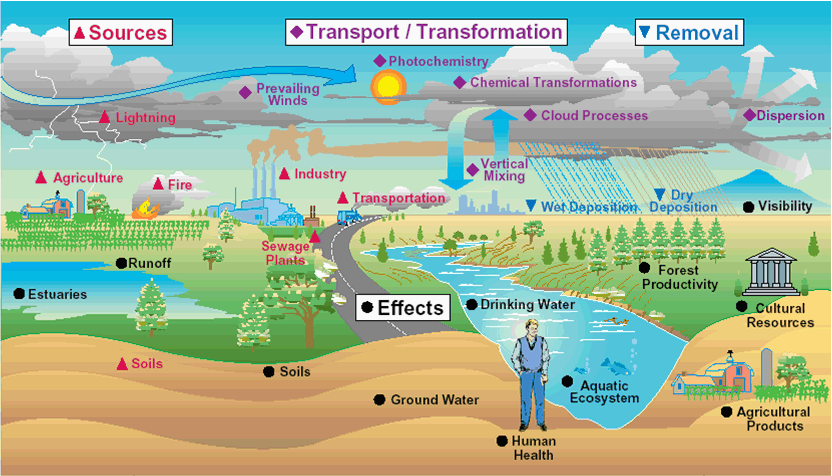 Sources
Transport / Transformation
Removal
Photochemistry
Prevailing
Winds
Chemical Transformations
Lightning
Cloud Processes
Dispersion
Agriculture
Fire
Industry
Vertical
Mixing
Transportation
Wet Deposition
Dry
Deposition
Visibility
Sewage
Plants
Runoff
Forest
Productivity
Estuaries
Effects
Drinking Water
Cultural
Resources
Soils
Soils
Ground Water
Aquatic
Ecosystem
Agricultural
Products
Human
Health